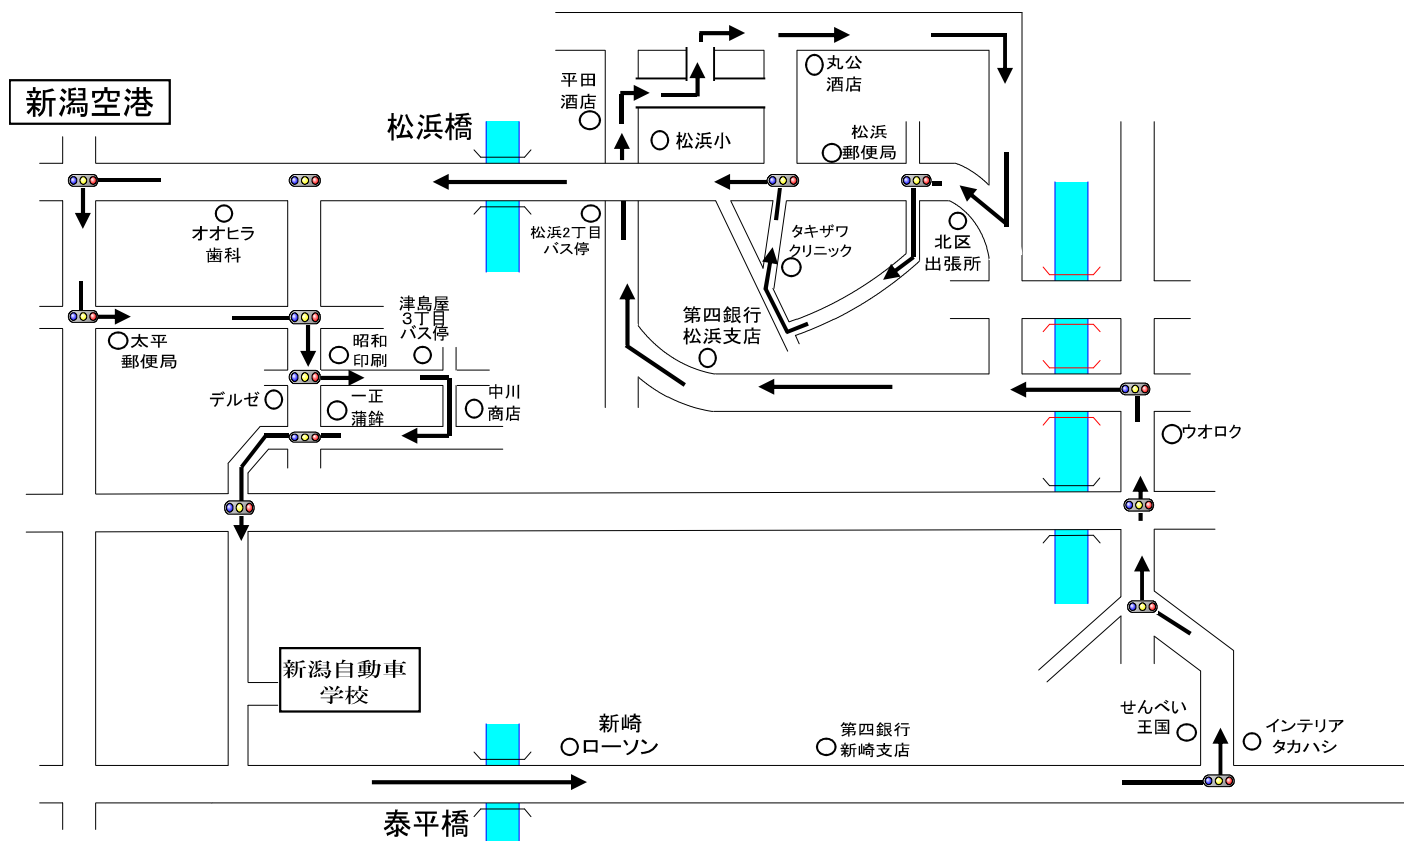 新潟空港
松浜橋
平田
酒店
丸公
酒店
松浜小
松浜
郵便局
オオヒラ
歯科
松浜2丁目
バス停
タキザワ
クリニック
北区
出張所
津島屋
3丁目
バス停
第四銀行
松浜支店
太平
郵便局
昭和
印刷
デルゼ
一正
蒲鉾
中川
商店
ウオロク
新潟自動車
学校
新崎
ローソン
第四銀行
新崎支店
せんべい
王国
インテリア
タカハシ
泰平橋